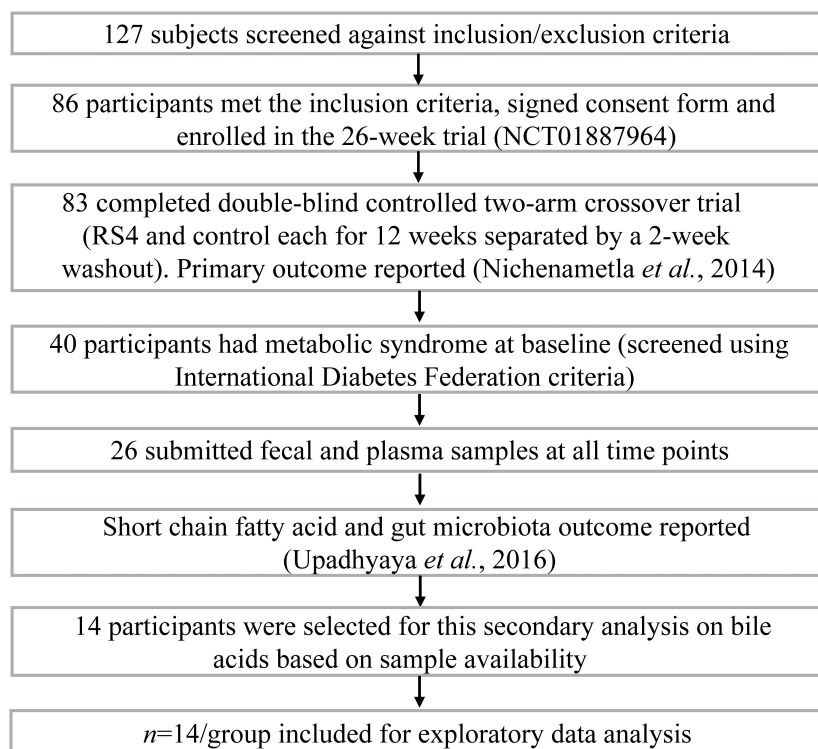 127 subjects screened against inclusion/exclusion criteria
86 participants met the inclusion criteria, signed consent form and
enrolled in the 26-week trial (NCT01887964)
83 completed double-blind controlled two-arm crossover trial
(RS4 and control each for 12 weeks separated by a 2-week
washout). Primary outcome reported (Nichenametla et al., 2014)
40 participants had metabolic syndrome at baseline (screened using
International Diabetes Federation criteria)
26 submitted fecal and plasma samples at all time points
Short chain fatty acid and gut microbiota outcome reported
(Upadhyaya et al., 2016)
14 participants were selected for this secondary analysis on bile
acids based on sample availability
n=14/group included for exploratory data analysis